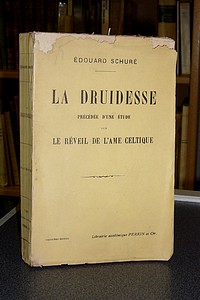 ÉDOUARD SCHURÉ
LA DRUIDESSE
PRÉCÉDÉE D'UNE ÉTUDE
SUR
LE RÉVEIL DE L'AME CELTIQUE
Librairie académique PERRIN et Cie.